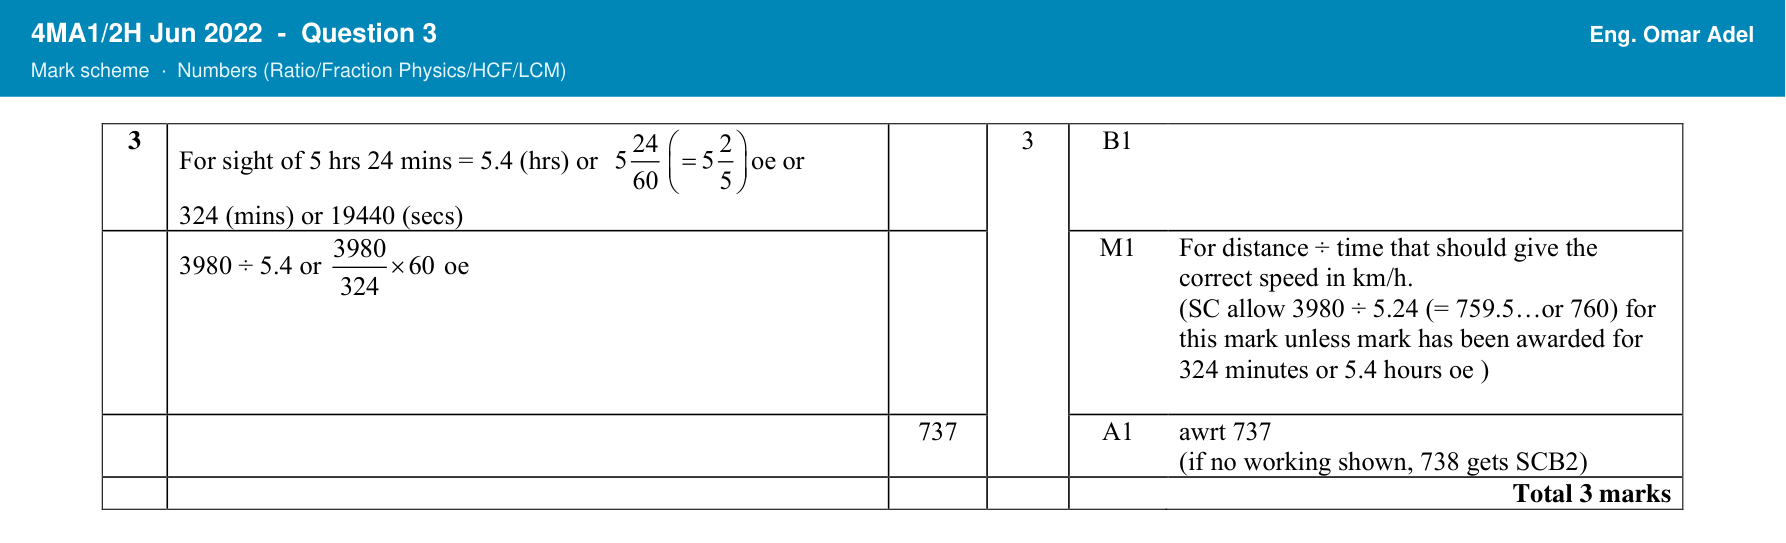 4MA1/2H Jun 2022 - Question 3
Eng. Omar Adel
Mark scheme · Numbers (Ratio/Fraction Physics/HCF/LCM)
3 For sight of 5 hrs 24 mins = 5.4 (hrs) or 5 24/60 (= 5 2/5) oe or 3 B1
324 (mins) or 19440 (secs)
3980 ÷ 5.4 or 3980/324 × 60 oe M1 For distance ÷ time that should give the
correct speed in km/h.
(SC allow 3980 ÷ 5.24 (= 759.5…or 760) for
this mark unless mark has been awarded for
324 minutes or 5.4 hours oe )
737 A1 awrt 737
(if no working shown, 738 gets SCB2)
Total 3 marks